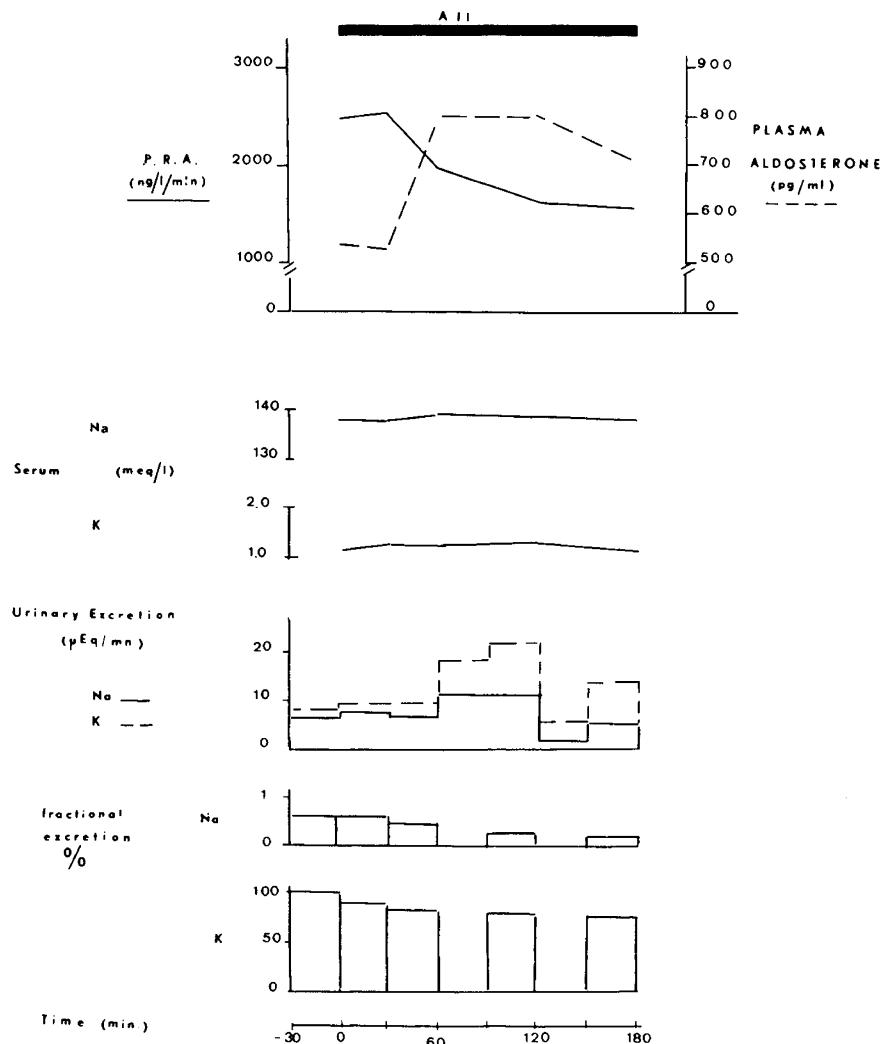 A II
3000
2000
1000
0
P. R. A.
(ng/l/min)
900
800
700
600
500
0
PLASMA
ALDOSTERONE
(pg/ml)
140
130
Na
Serum (meq/l)
K
2.0
1.0
Urinary Excretion
(µEq/mn)
Na
K
20
10
0
fractional
excretion
%
Na
1
0
K
100
50
0
Time (min.)
-30 0 60 120 180